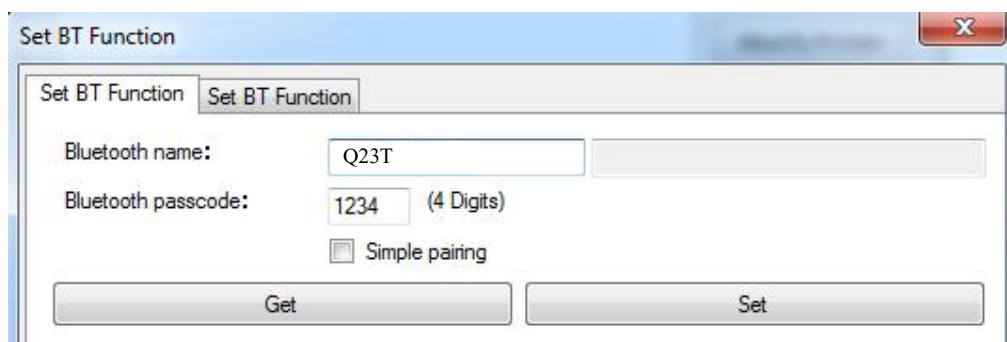 Set BT Function
Set BT Function Set BT Function
Bluetooth name: Q23T
Bluetooth passcode: 1234 (4 Digits)
Simple pairing
Get Set